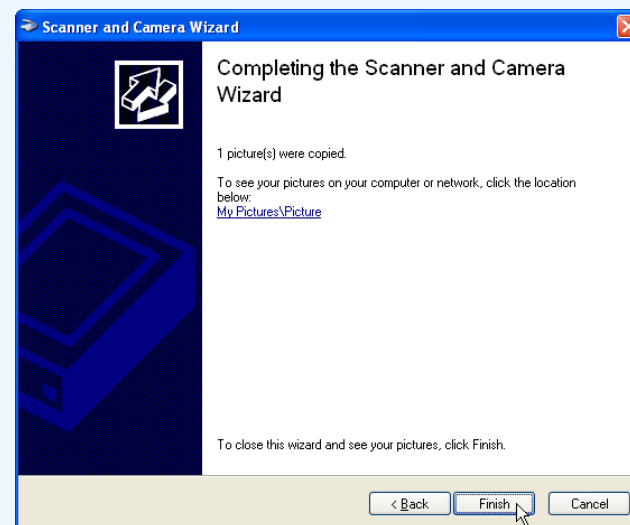 Scanner and Camera Wizard
Completing the Scanner and Camera
Wizard
1 picture(s) were copied.
To see your pictures on your computer or network, click the location
below:
My Pictures\Picture
To close this wizard and see your pictures, click Finish.
< Back
Finish
Cancel